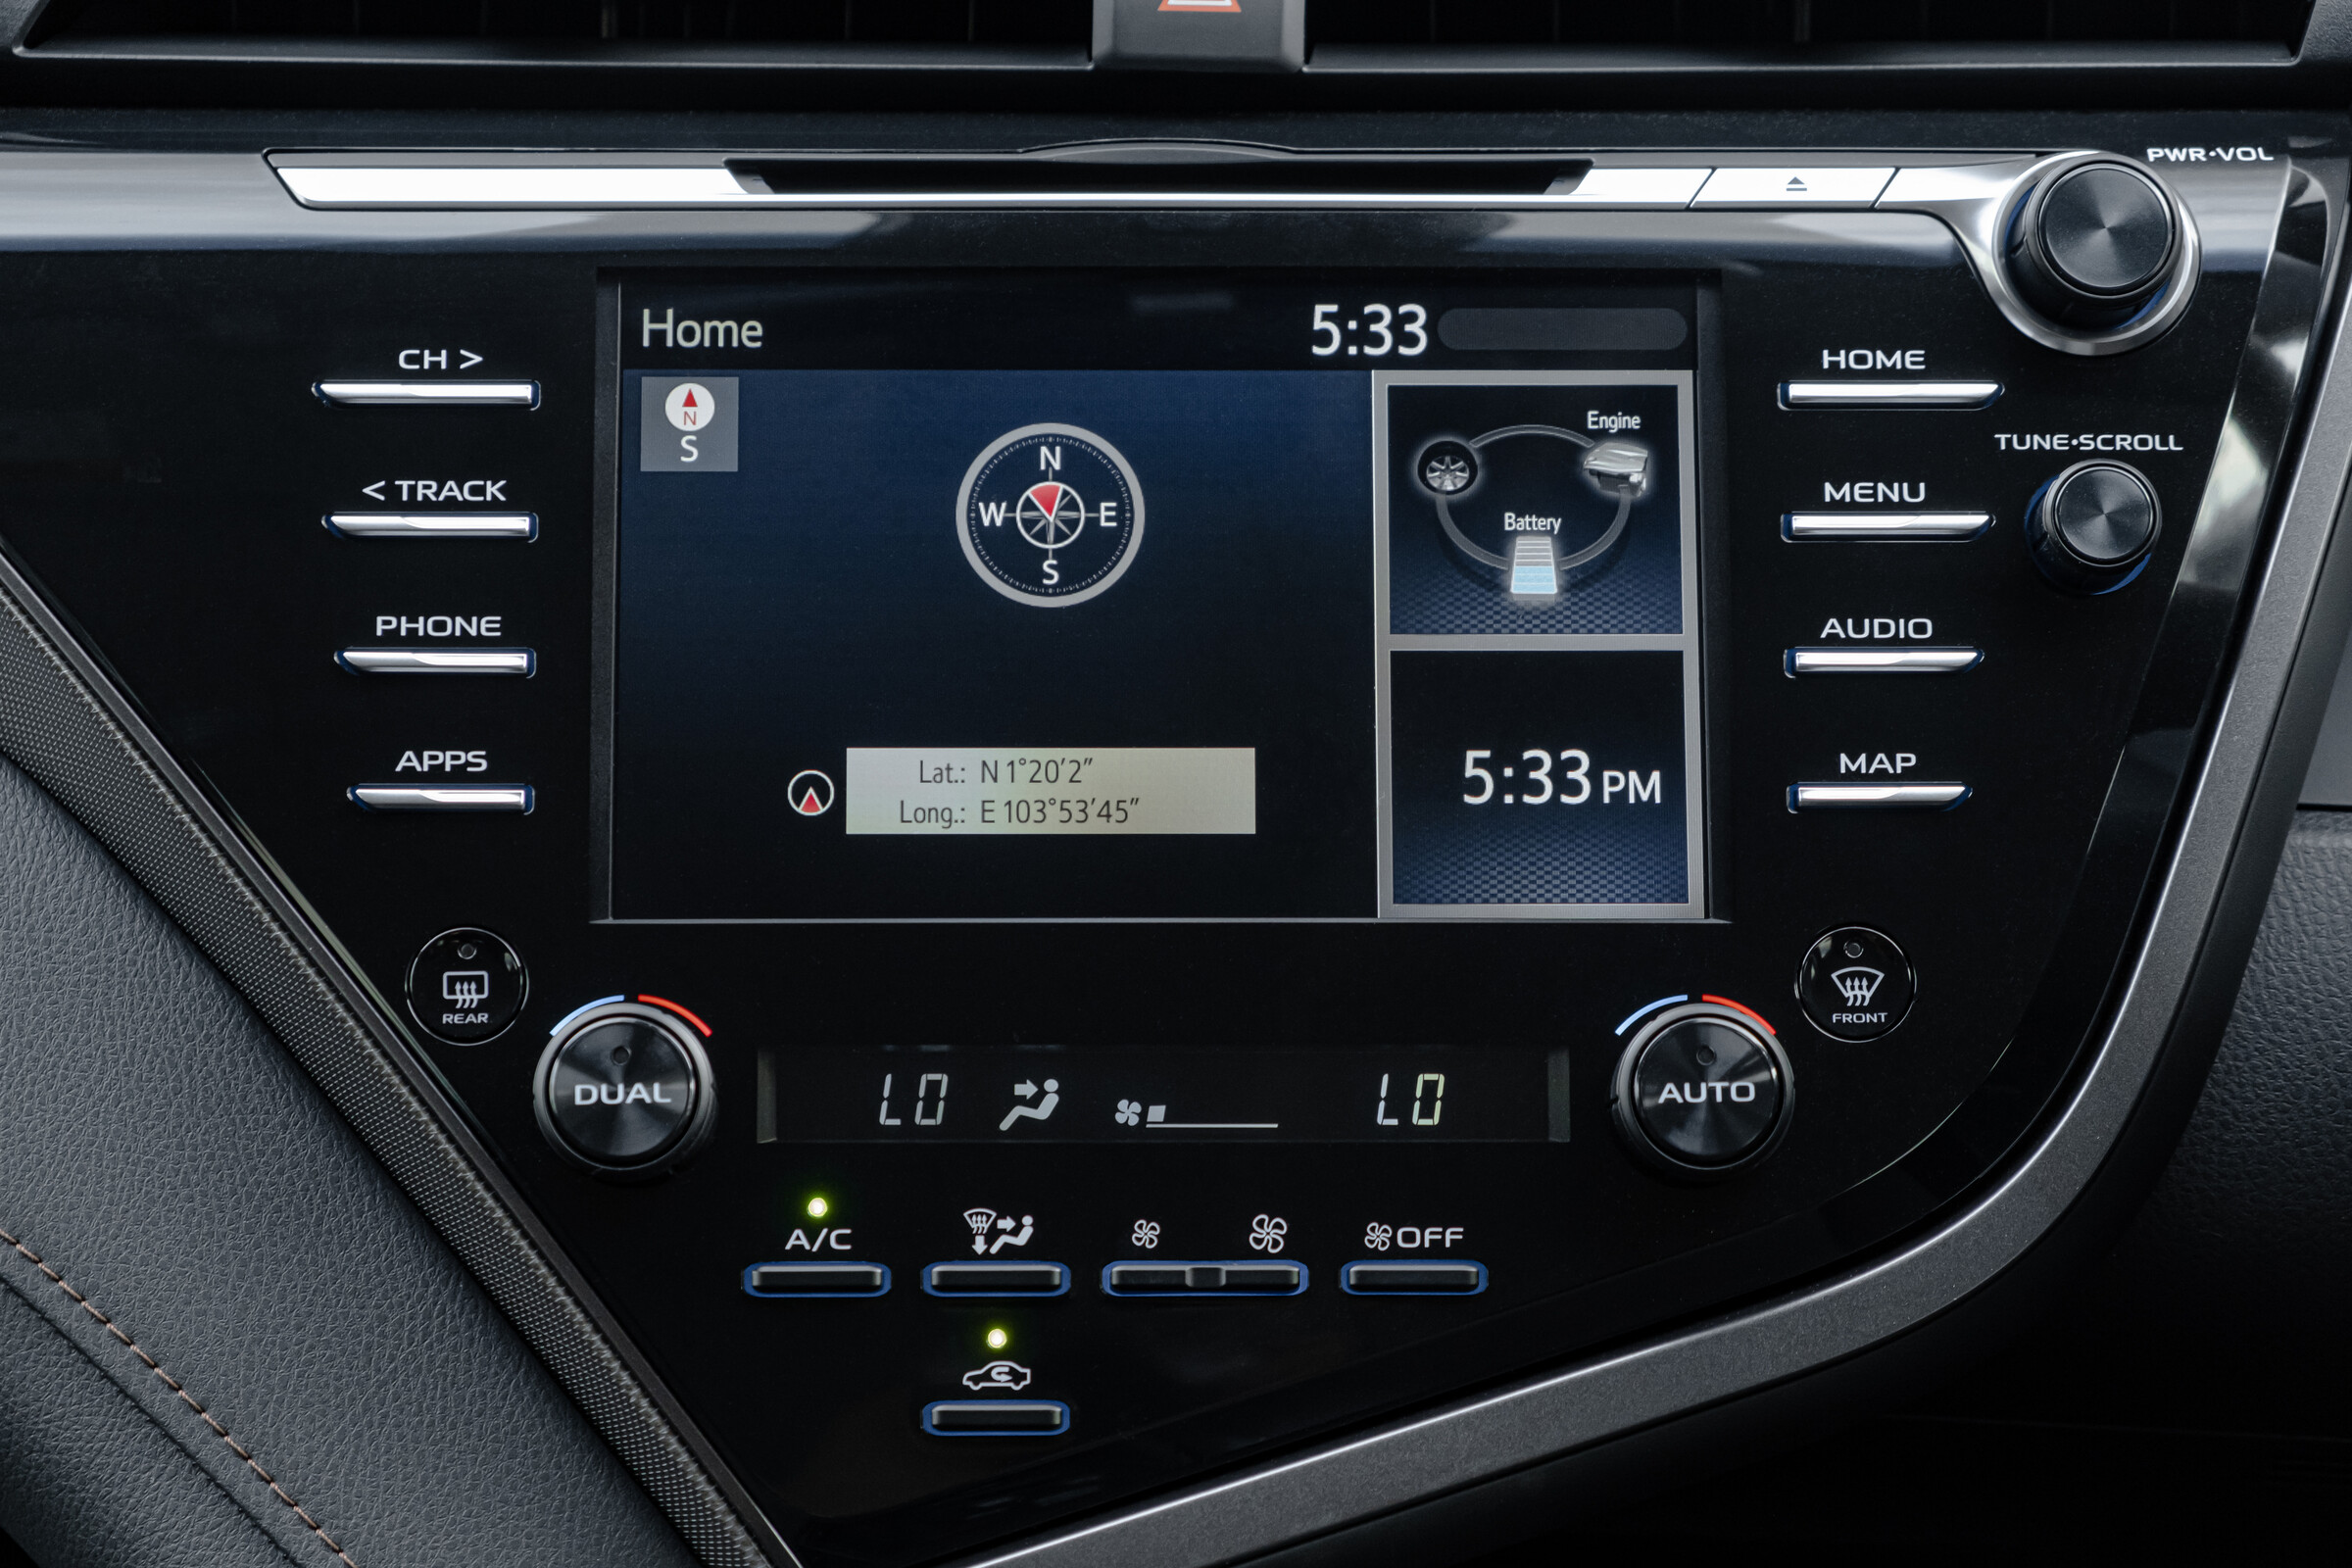 PWR•VOL
Home
5:33
CH >
HOME
N
S
N
W E
S
Engine
Battery
TUNE•SCROLL
< TRACK
MENU
PHONE
AUDIO
APPS
MAP
Lat.: N 1°20′2″
Long.: E 103°53′45″
5:33 PM
REAR
FRONT
DUAL
LO
LO
AUTO
A/C
OFF